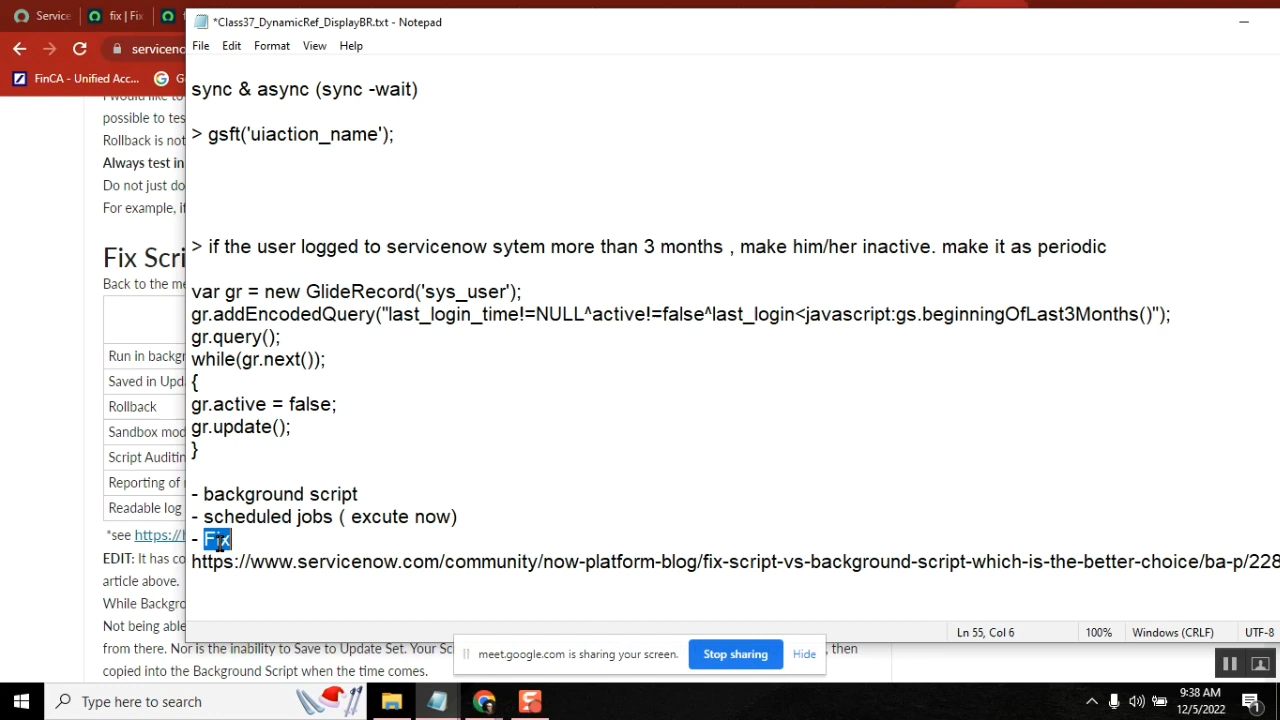 Service
fix | Fi
*Class37_DynamicRef_DisplayBR.txt - Notepad
File Edit Format View Help
serviceno
FinCA - Unified Acc...
G
possible to tes
Rollback is not
Always test in
Do not just do
For example, if
Fix Scri
Back to the me
Run in backgr
Saved in Upda
Rollback
Sandbox mod
Script Auditin
Reporting of r
Readable log
*see https://
EDIT: It has co
article above.
While Backgro
Not being able
from there. Nor is the inability to Save to Update Set. Your Sc
, then
copied into the Background Script when the time comes.
sync & async (sync -wait)
> gsft('uiaction_name');
> if the user logged to servicenow sytem more than 3 months , make him/her inactive. make it as periodic
var gr = new GlideRecord('sys_user');
gr.addEncodedQuery("last_login_time!=NULL^active!=false^last_login<javascript:gs.beginningOfLast3Months()");
gr.query();
while(gr.next());
{
gr.active = false;
gr.update();
}
- background script
- scheduled jobs ( excute now)
- Fix
https://www.servicenow.com/community/now-platform-blog/fix-script-vs-background-script-which-is-the-better-choice/ba-p/228
Ln 55, Col 6 100% Windows (CRLF) UTF-8
meet.google.com is sharing your screen. Stop sharing Hide
Type here to search
9:38 AM
12/5/2022
1